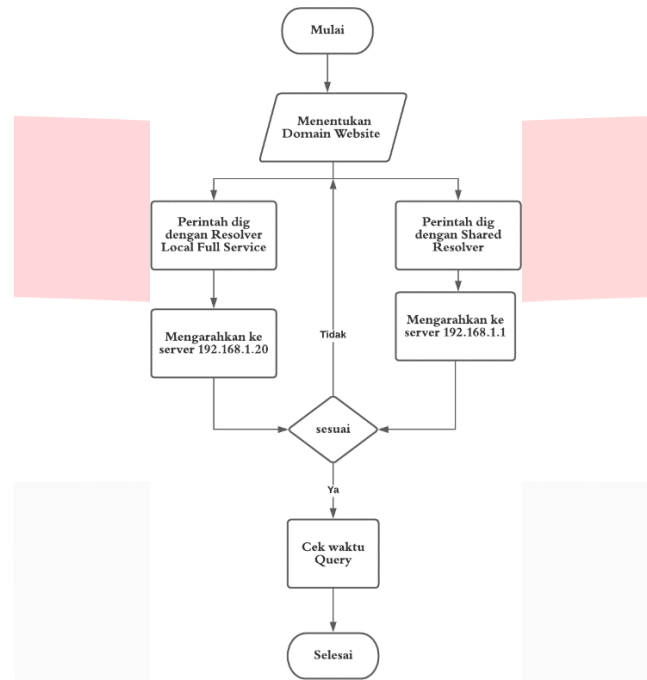 Mulai
Menentukan
Domain Website
Perintah dig
dengan Resolver
Local Full Service
Perintah dig
dengan Shared
Resolver
Mengarahkan ke
server 192.168.1.20
Mengarahkan ke
server 192.168.1.1
Tidak
sesuai
Ya
Cek waktu
Query
Selesai